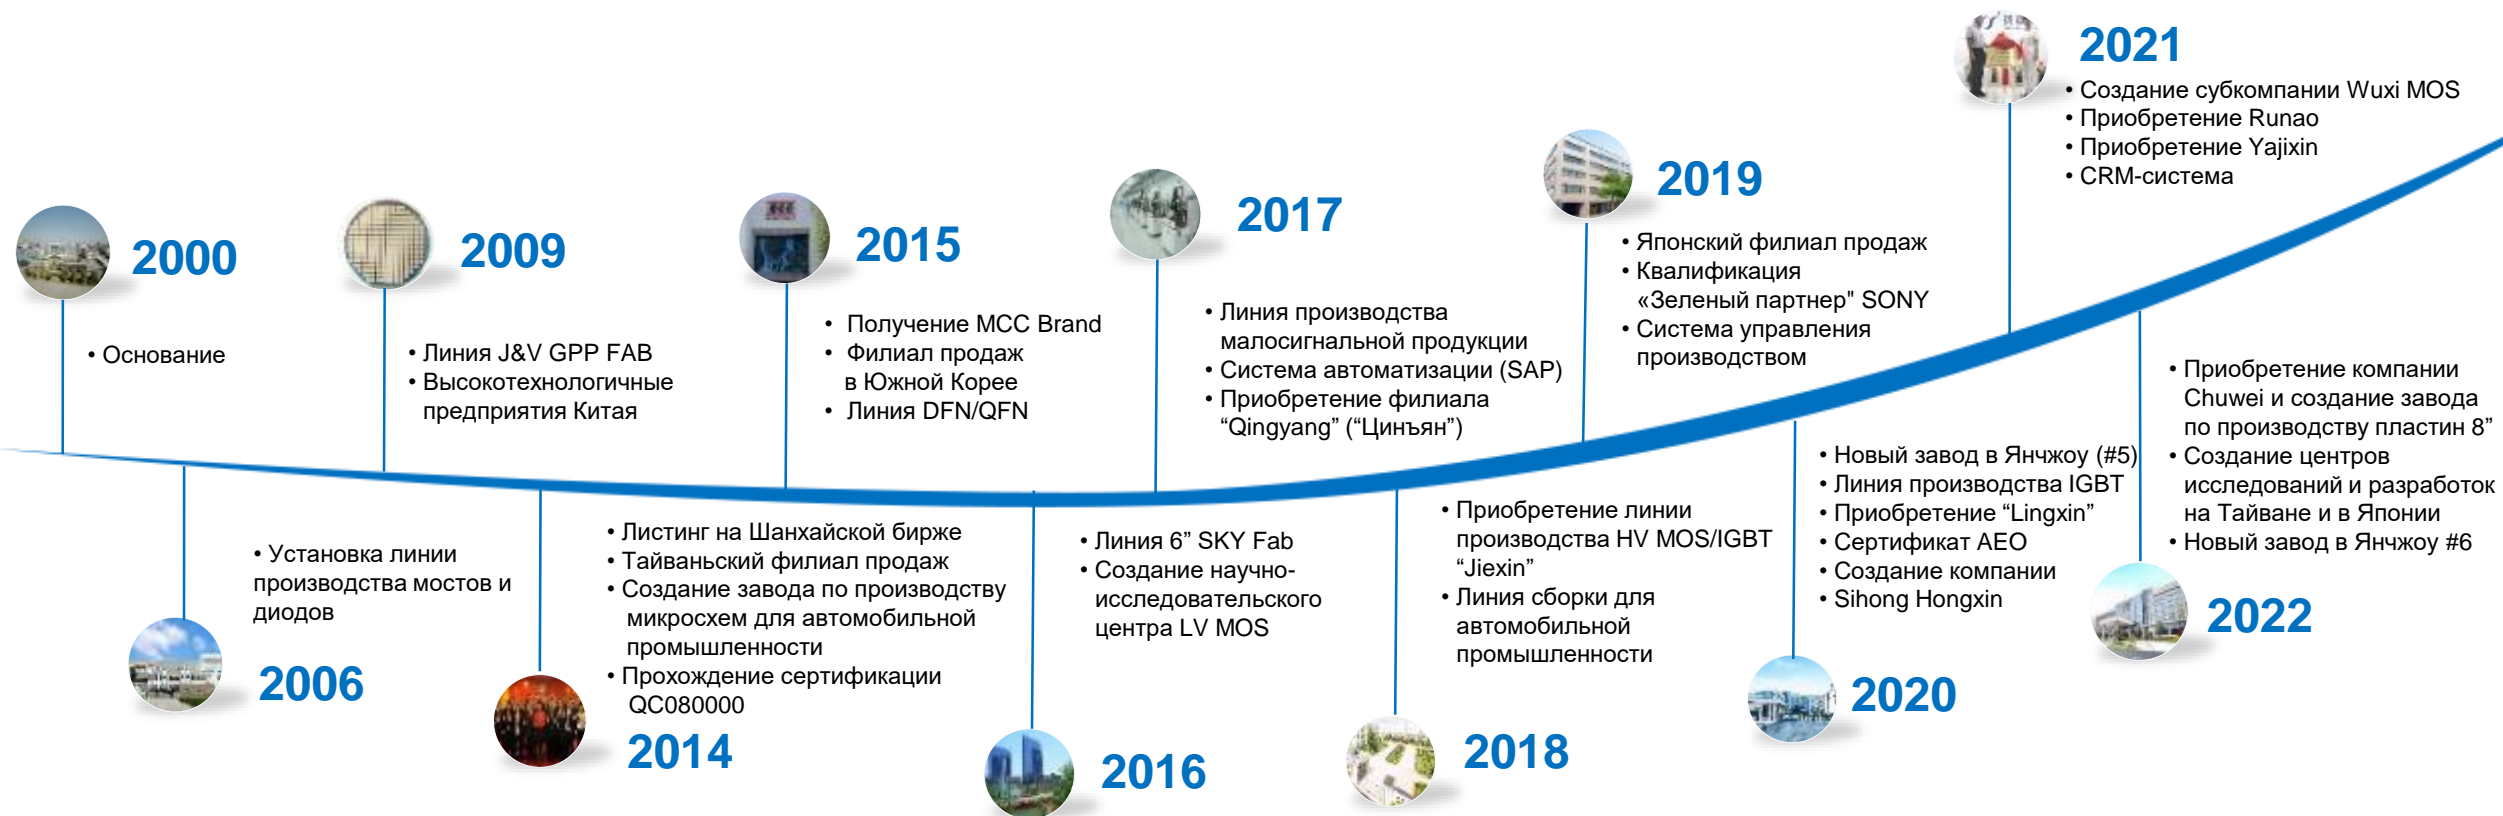 2000
• Основание
2006
• Установка линии
производства мостов и
диодов
2009
• Линия J&V GPP FAB
• Высокотехнологичные
предприятия Китая
2014
• Листинг на Шанхайской бирже
• Тайваньский филиал продаж
• Создание завода по производству
микросхем для автомобильной
промышленности
• Прохождение сертификации
QC080000
2015
• Получение MCC Brand
• Филиал продаж
в Южной Корее
• Линия DFN/QFN
2016
• Линия 6” SKY Fab
• Создание научно-
исследовательского
центра LV MOS
2017
• Линия производства
малосигнальной продукции
• Система автоматизации (SAP)
• Приобретение филиала
“Qingyang” (“Цинъян”)
2018
• Приобретение линии
производства HV MOS/IGBT
“Jiexin”
• Линия сборки для
автомобильной
промышленности
2019
• Японский филиал продаж
• Квалификация
«Зеленый партнер" SONY
• Система управления
производством
2020
• Новый завод в Янчжоу (#5)
• Линия производства IGBT
• Приобретение “Lingxin”
• Сертификат AEO
• Создание компании
• Sihong Hongxin
2021
• Создание субкомпании Wuxi MOS
• Приобретение Runao
• Приобретение Yajixin
• CRM-система
2022
• Приобретение компании
Chuwei и создание завода
по производству пластин 8”
• Создание центров
исследований и разработок
на Тайване и в Японии
• Новый завод в Янчжоу #6